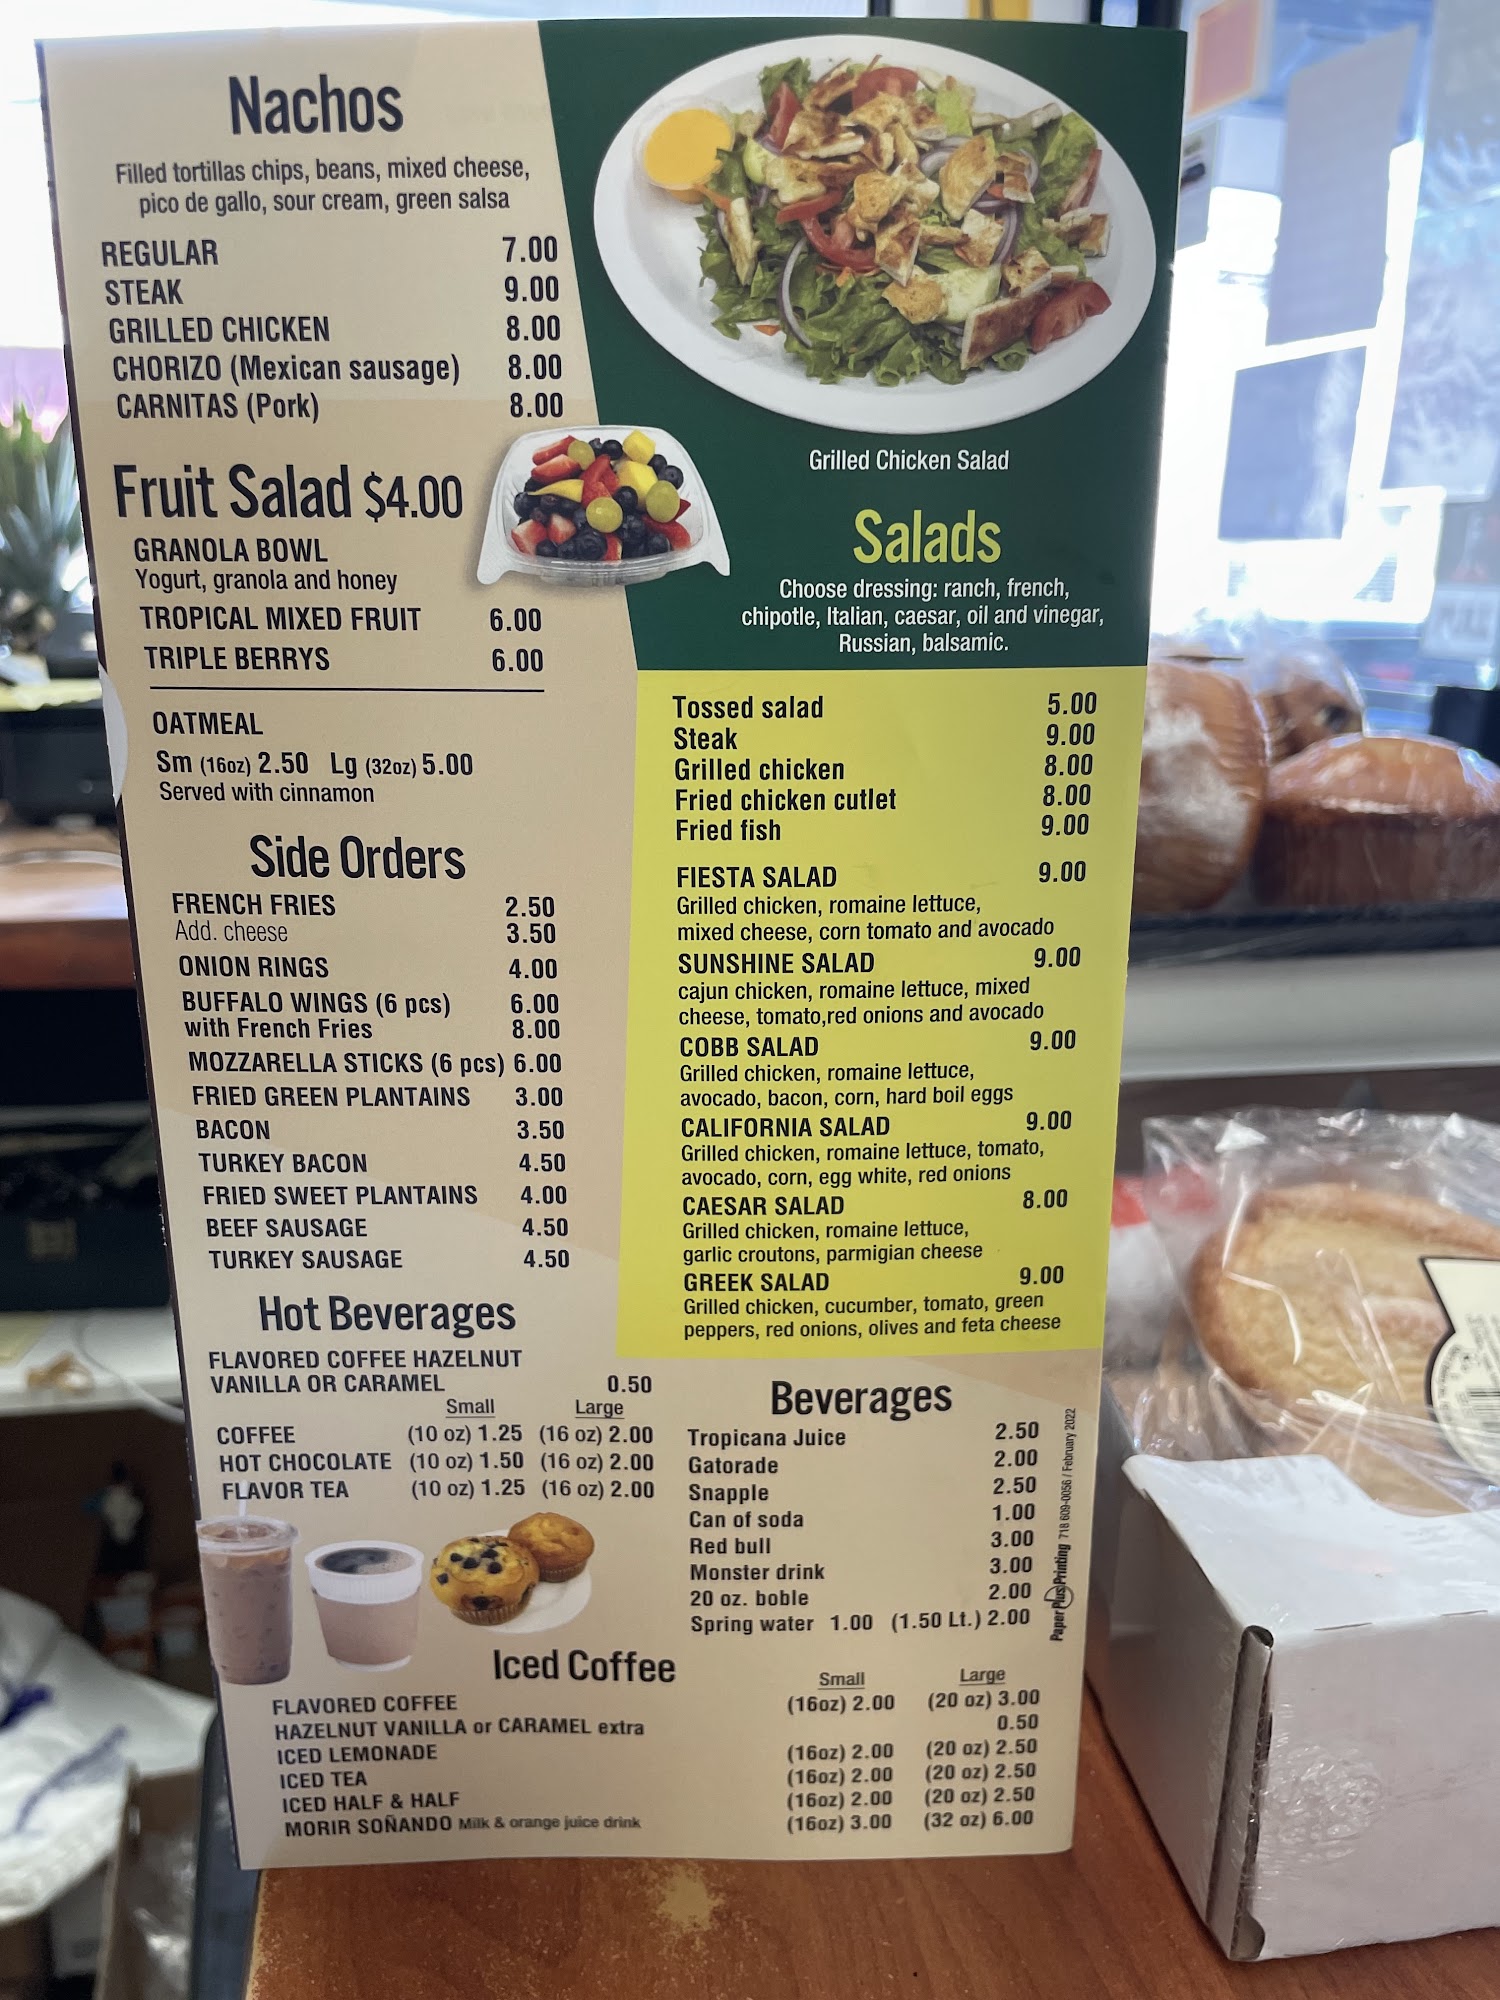 Nachos
Filled tortillas chips, beans, mixed cheese,
pico de gallo, sour cream, green salsa
REGULAR 7.00
STEAK 9.00
GRILLED CHICKEN 8.00
CHORIZO (Mexican sausage) 8.00
CARNITAS (Pork) 8.00
Fruit Salad $4.00
GRANOLA BOWL
Yogurt, granola and honey
TROPICAL MIXED FRUIT 6.00
TRIPLE BERRYS 6.00
OATMEAL
Sm (16oz) 2.50 Lg (32oz) 5.00
Served with cinnamon
Side Orders
FRENCH FRIES 2.50
Add. cheese 3.50
ONION RINGS 4.00
BUFFALO WINGS (6 pcs) 6.00
with French Fries 8.00
MOZZARELLA STICKS (6 pcs) 6.00
FRIED GREEN PLANTAINS 3.00
BACON 3.50
TURKEY BACON 4.50
FRIED SWEET PLANTAINS 4.00
BEEF SAUSAGE 4.50
TURKEY SAUSAGE 4.50
Hot Beverages
FLAVORED COFFEE HAZELNUT
VANILLA OR CARAMEL 0.50
Small Large
COFFEE (10 oz) 1.25 (16 oz) 2.00
HOT CHOCOLATE (10 oz) 1.50 (16 oz) 2.00
FLAVOR TEA (10 oz) 1.25 (16 oz) 2.00
Grilled Chicken Salad
Salads
Choose dressing: ranch, french,
chipotle, Italian, caesar, oil and vinegar,
Russian, balsamic.
Tossed salad 5.00
Steak 9.00
Grilled chicken 8.00
Fried chicken cutlet 8.00
Fried fish 9.00
FIESTA SALAD 9.00
Grilled chicken, romaine lettuce,
mixed cheese, corn tomato and avocado
SUNSHINE SALAD 9.00
cajun chicken, romaine lettuce, mixed
cheese, tomato,red onions and avocado
COBB SALAD 9.00
Grilled chicken, romaine lettuce,
avocado, bacon, corn, hard boil eggs
CALIFORNIA SALAD 9.00
Grilled chicken, romaine lettuce, tomato,
avocado, corn, egg white, red onions
CAESAR SALAD 8.00
Grilled chicken, romaine lettuce,
garlic croutons, parmigian cheese
GREEK SALAD 9.00
Grilled chicken, cucumber, tomato, green
peppers, red onions, olives and feta cheese
Beverages
Tropicana Juice 2.50
Gatorade 2.00
Snapple 2.50
Can of soda 1.00
Red bull 3.00
Monster drink 3.00
20 oz. boble 2.00
Spring water 1.00 (1.50 Lt.) 2.00
PaperPlusPrinting 718 609-0056 / February 2022
Iced Coffee
Small Large
FLAVORED COFFEE (16oz) 2.00 (20 oz) 3.00
HAZELNUT VANILLA or CARAMEL extra 0.50
ICED LEMONADE (16oz) 2.00 (20 oz) 2.50
ICED TEA (16oz) 2.00 (20 oz) 2.50
ICED HALF & HALF (16oz) 2.00 (20 oz) 2.50
MORIR SOÑANDO Milk & orange juice drink (16oz) 3.00 (32 oz) 6.00